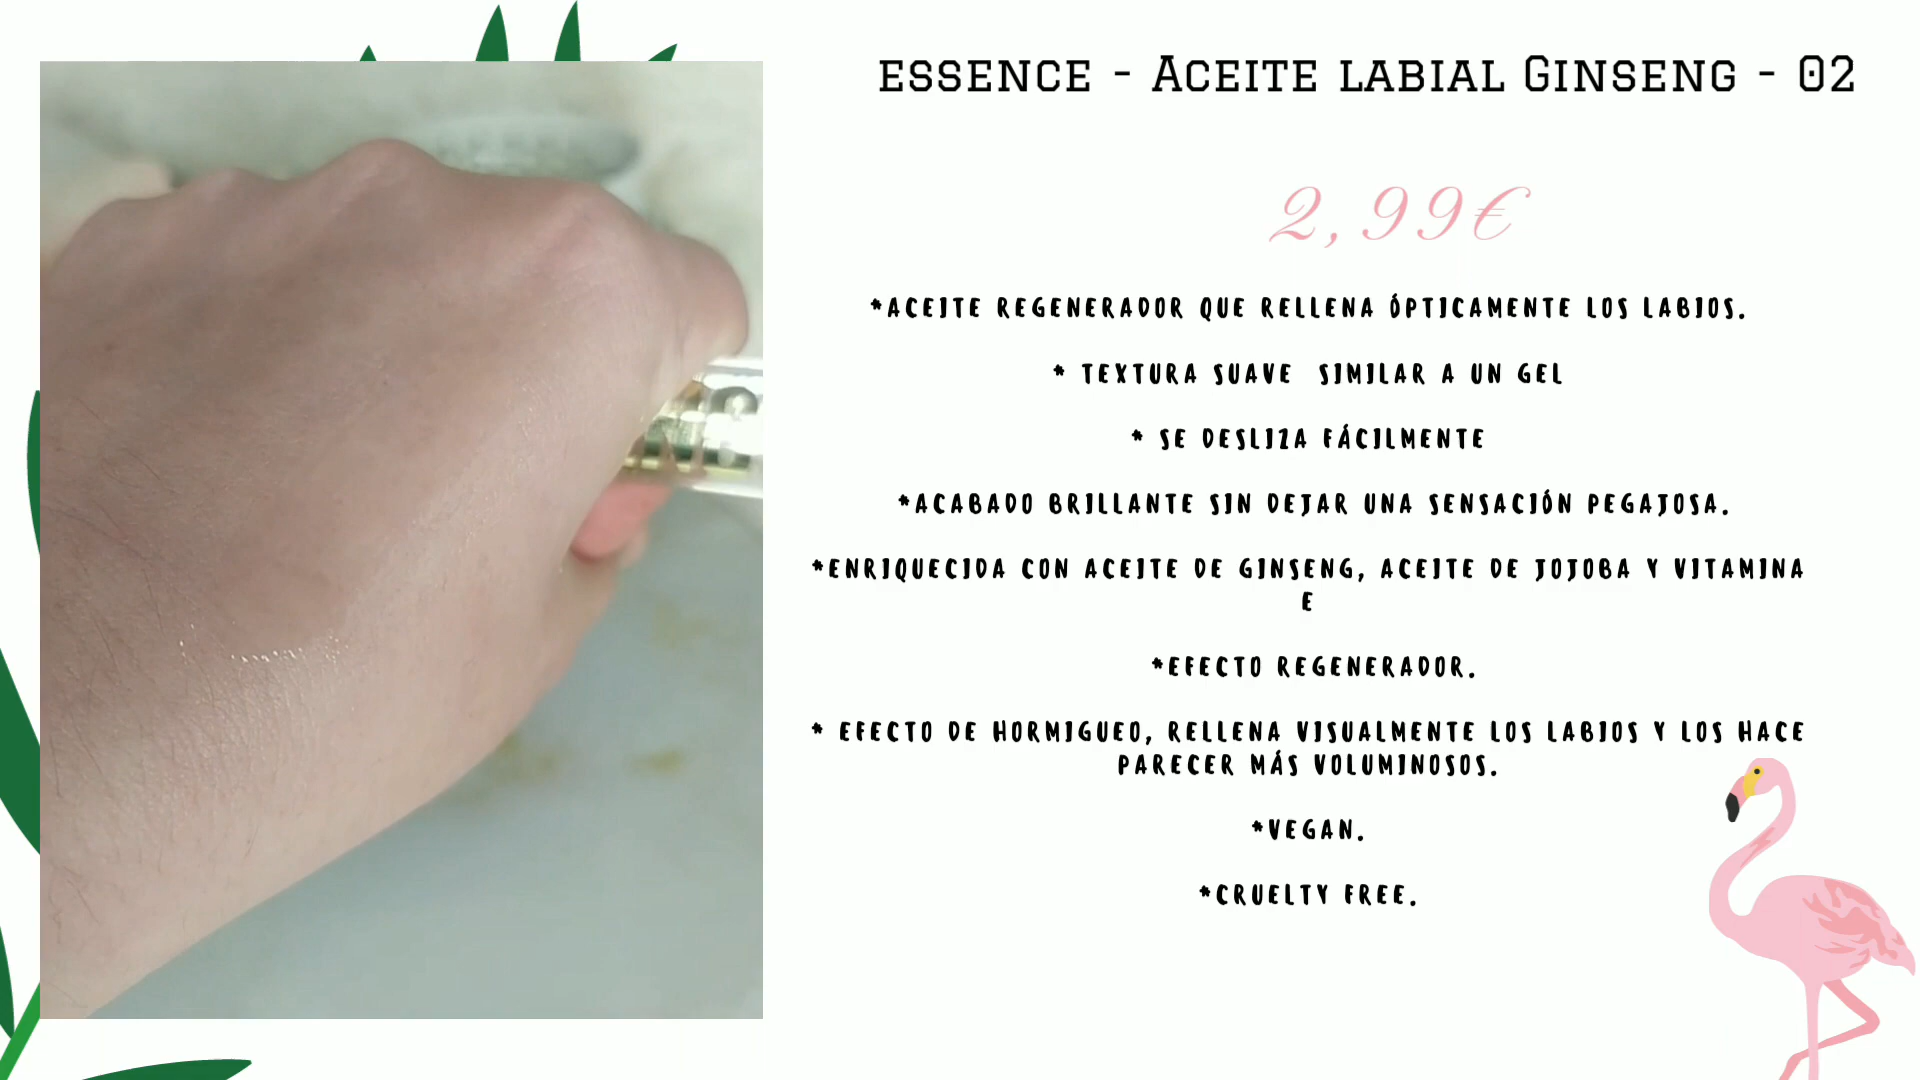 essence - Aceite labial Ginseng - 02
2,99€
*ACEITE REGENERADOR QUE RELLENA ÓPTICAMENTE LOS LABIOS.
* TEXTURA SUAVE SIMILAR A UN GEL
* SE DESLIZA FÁCILMENTE
*ACABADO BRILLANTE SIN DEJAR UNA SENSACIÓN PEGAJOSA.
*ENRIQUECIDA CON ACEITE DE GINSENG, ACEITE DE JOJOBA Y VITAMINA
E
*EFECTO REGENERADOR.
* EFECTO DE HORMIGUEO, RELLENA VISUALMENTE LOS LABIOS Y LOS HACE
PARECER MÁS VOLUMINOSOS.
*VEGAN.
*CRUELTY FREE.